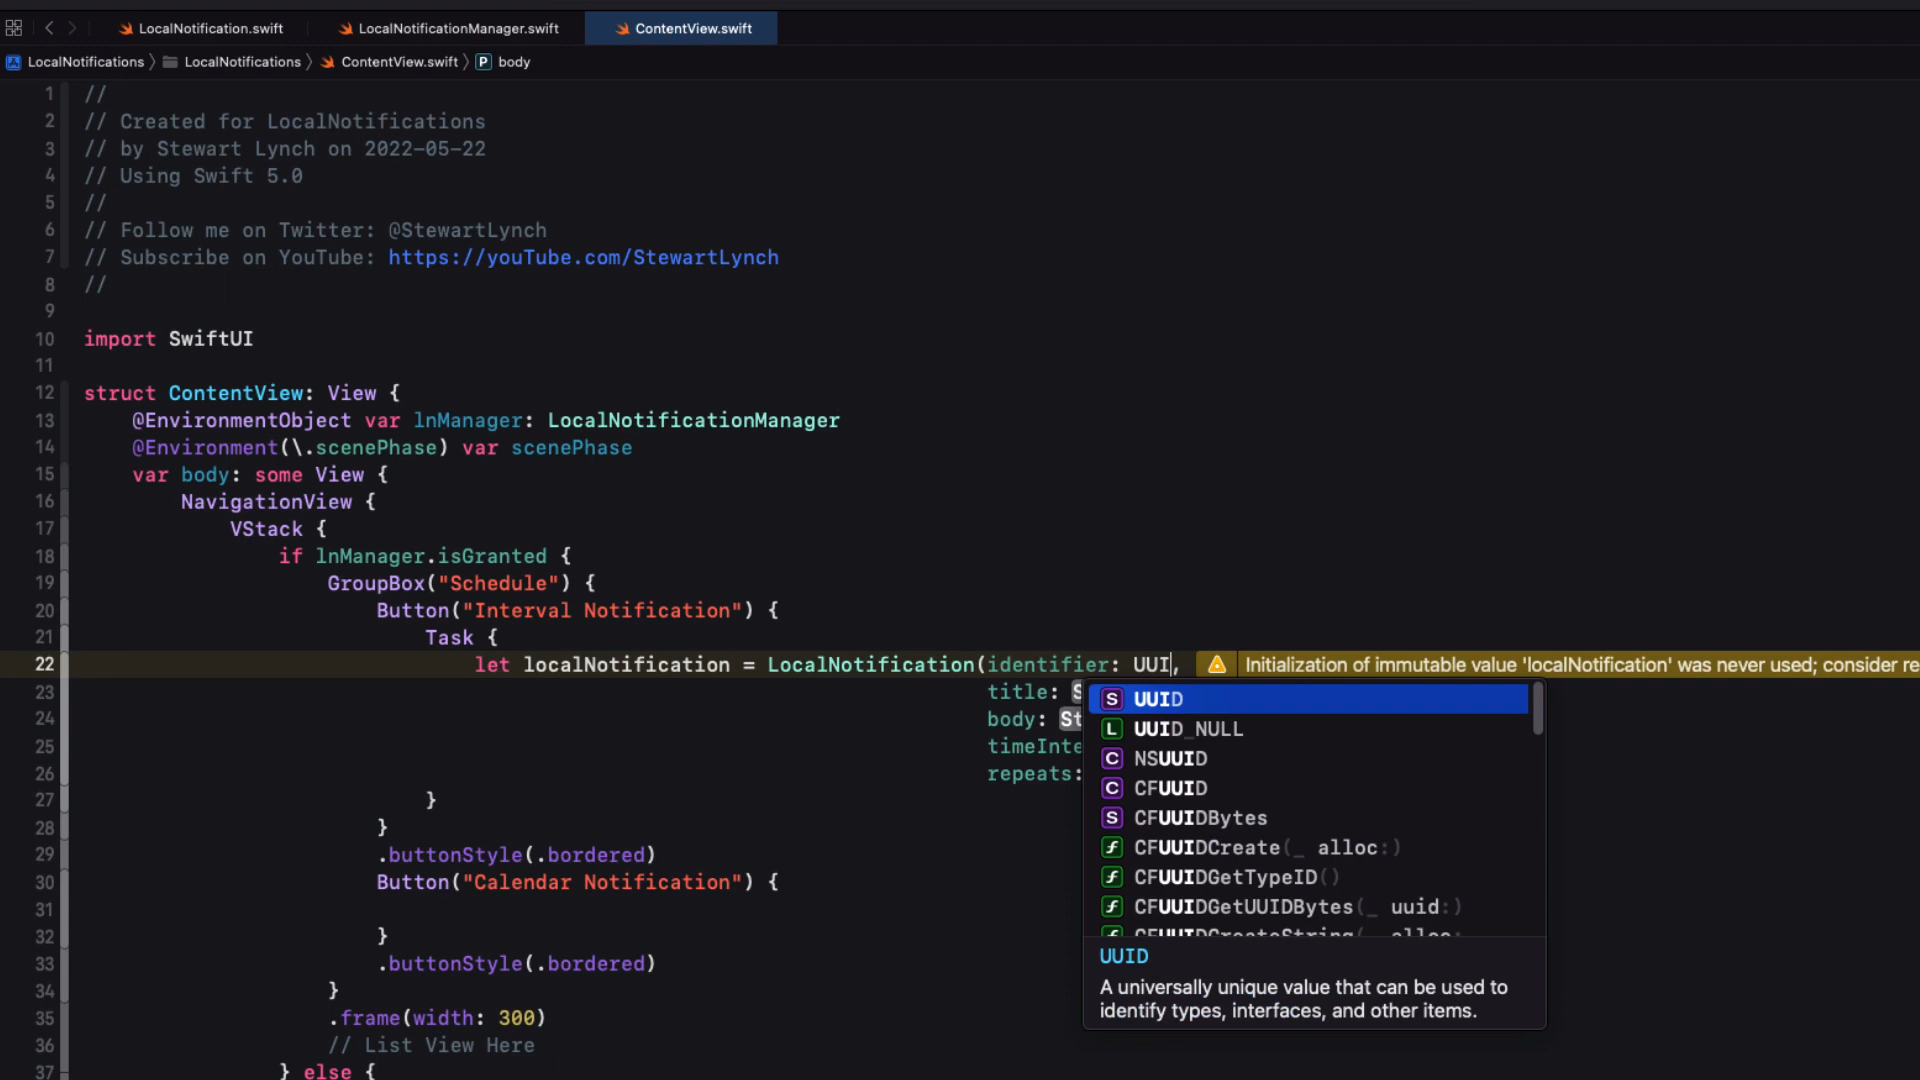 LocalNotification.swift LocalNotificationManager.swift ContentView.swift
LocalNotifications LocalNotifications ContentView.swift P body
1 //
2 // Created for LocalNotifications
3 // by Stewart Lynch on 2022-05-22
4 // Using Swift 5.0
5 //
6 // Follow me on Twitter: @StewartLynch
7 // Subscribe on YouTube: https://youTube.com/StewartLynch
8 //
9
10 import SwiftUI
11
12 struct ContentView: View {
13 @EnvironmentObject var lnManager: LocalNotificationManager
14 @Environment(\.scenePhase) var scenePhase
15 var body: some View {
16 NavigationView {
17 VStack {
18 if lnManager.isGranted {
19 GroupBox("Schedule") {
20 Button("Interval Notification") {
21 Task {
22 let localNotification = LocalNotification(identifier: UUI, Initialization of immutable value 'localNotification' was never used; consider re
23 title: S
24 body: St
25 timeInte
26 repeats:
27 }
28 }
29 .buttonStyle(.bordered)
30 Button("Calendar Notification") {
31
32 }
33 .buttonStyle(.bordered)
34 }
35 .frame(width: 300)
36 // List View Here
37 } else {
S UUID
L UUID_NULL
C NSUUID
C CFUUID
S CFUUIDBytes
f CFUUIDCreate(_ alloc:)
f CFUUIDGetTypeID()
f CFUUIDGetUUIDBytes(_ uuid:)
f CFUUIDCreateString(_ alloc:
UUID
A universally unique value that can be used to
identify types, interfaces, and other items.